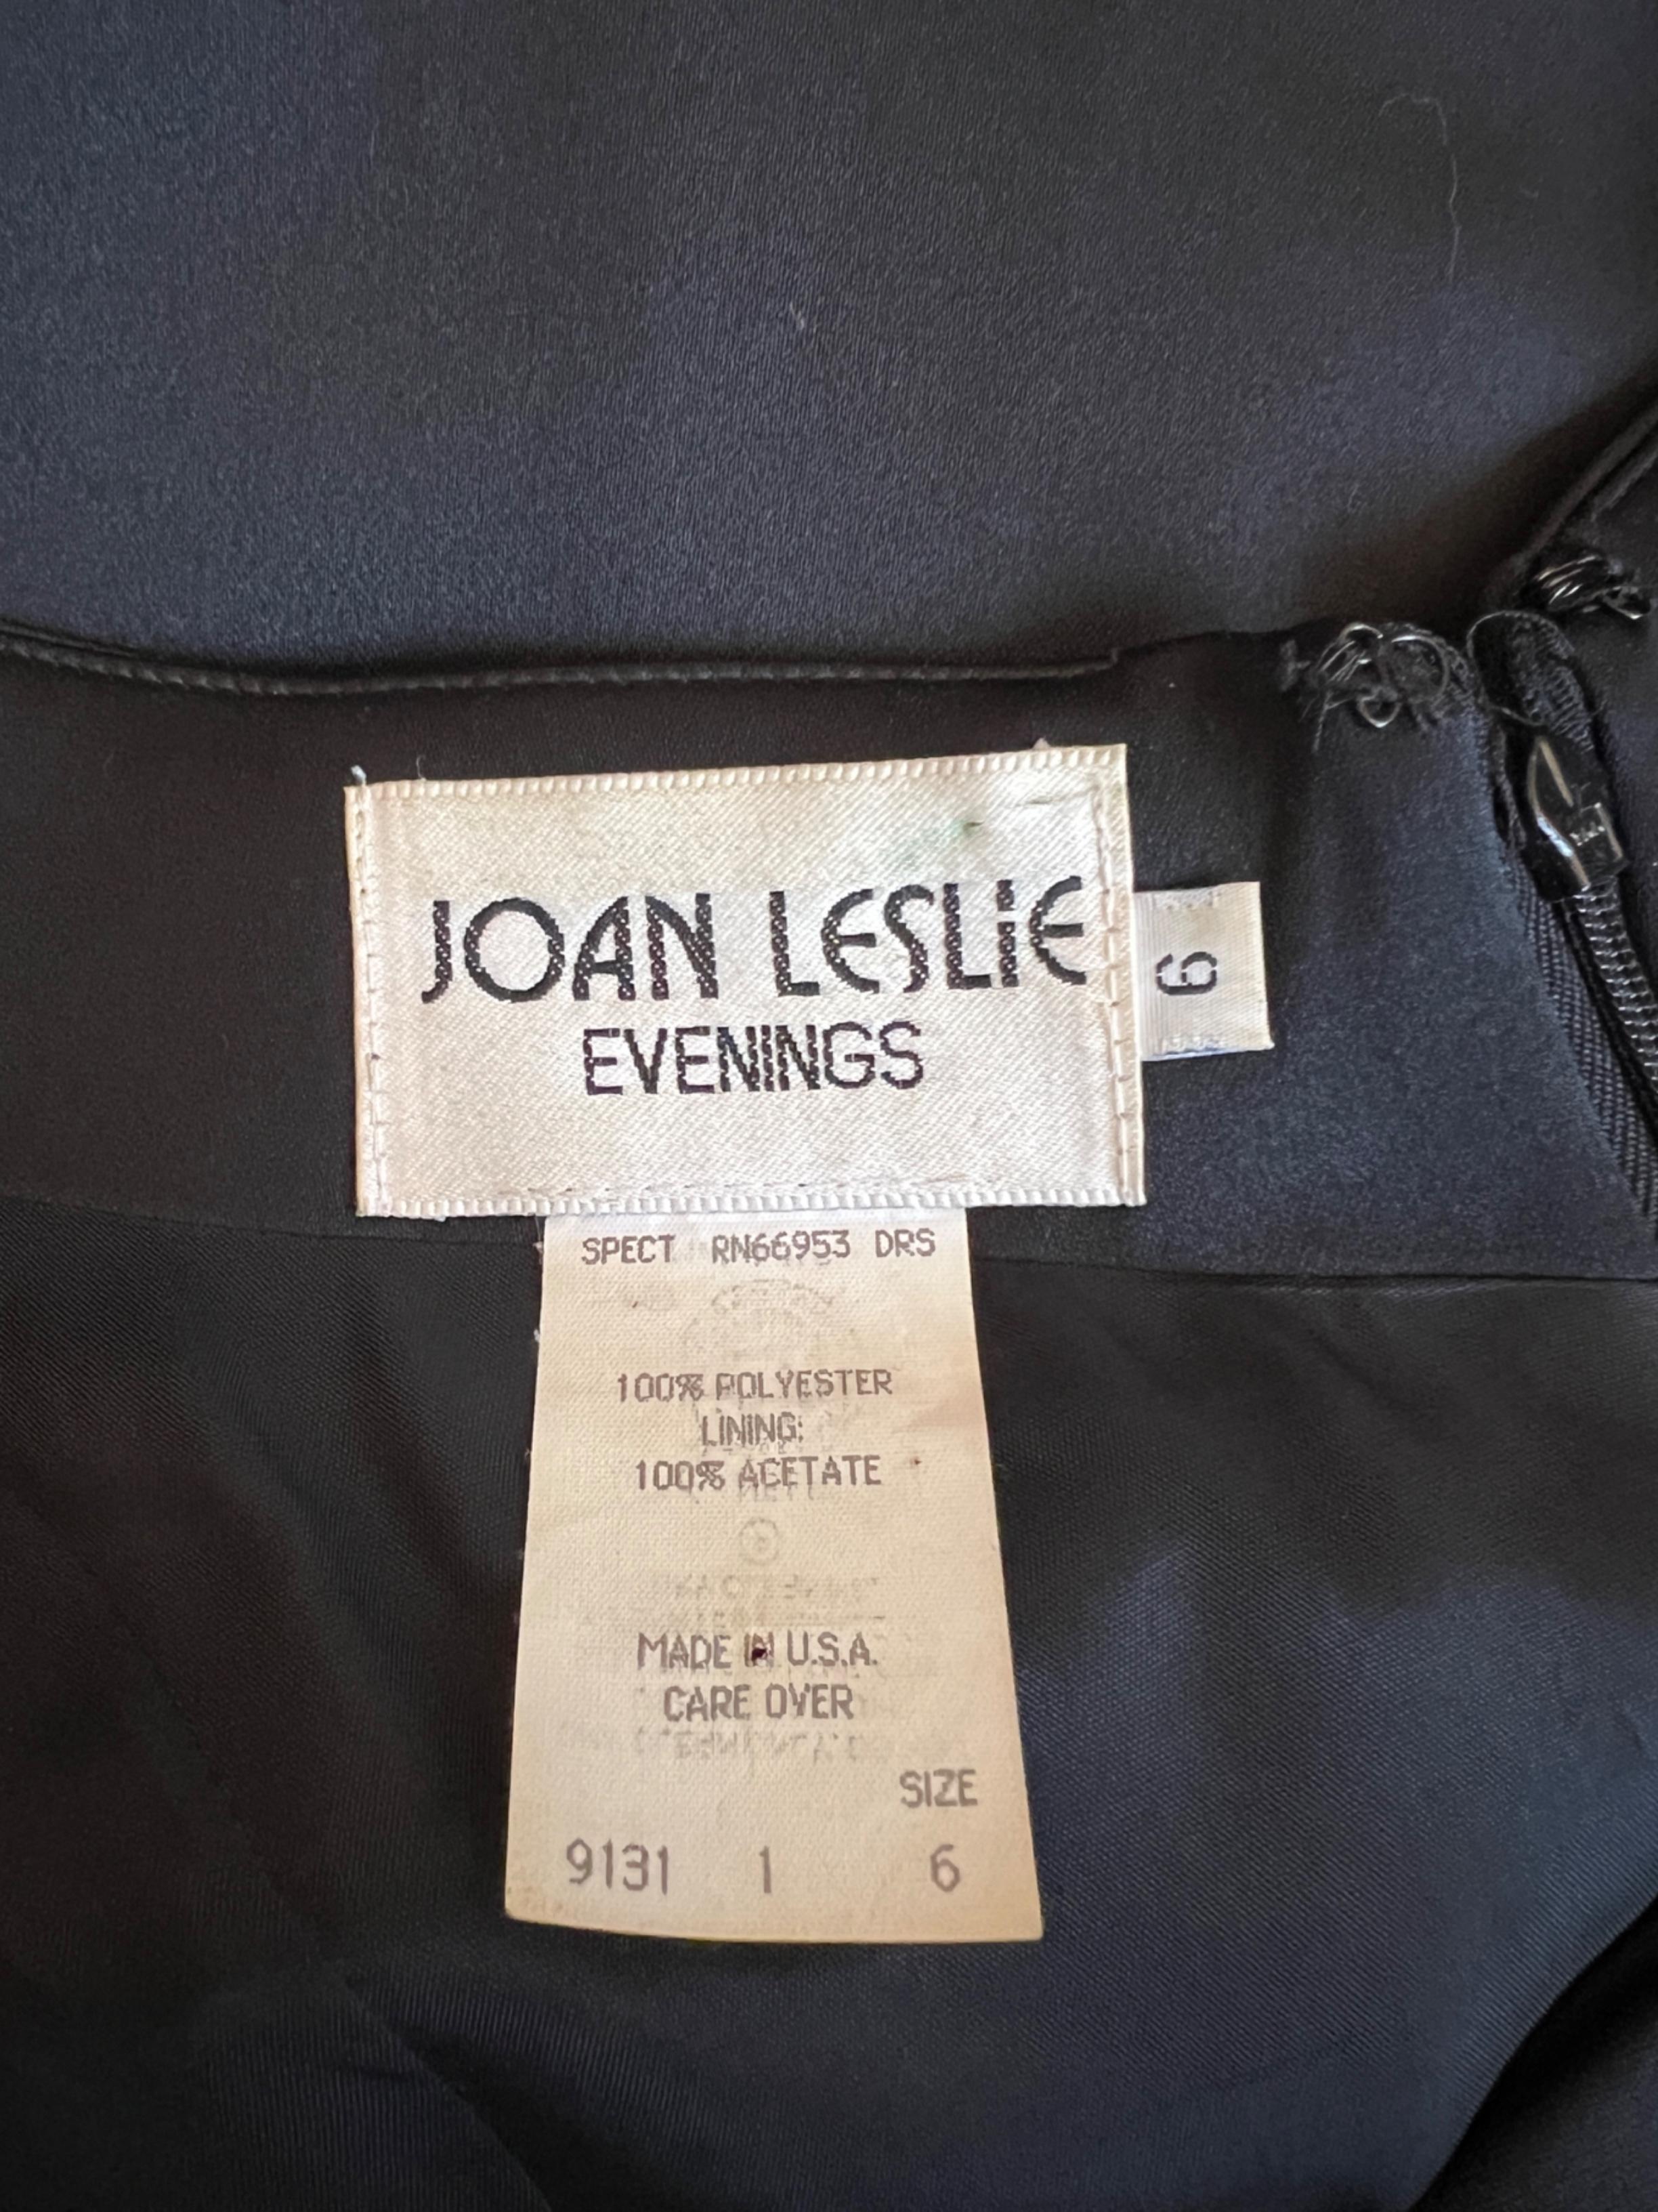 JOAN LESLiE
EVENINGS
6
SPECT RN66953 DRS
100% POLYESTER
LINING:
100% ACETATE
MADE IN U.S.A.
CARE OVER
SIZE
9131 1 6